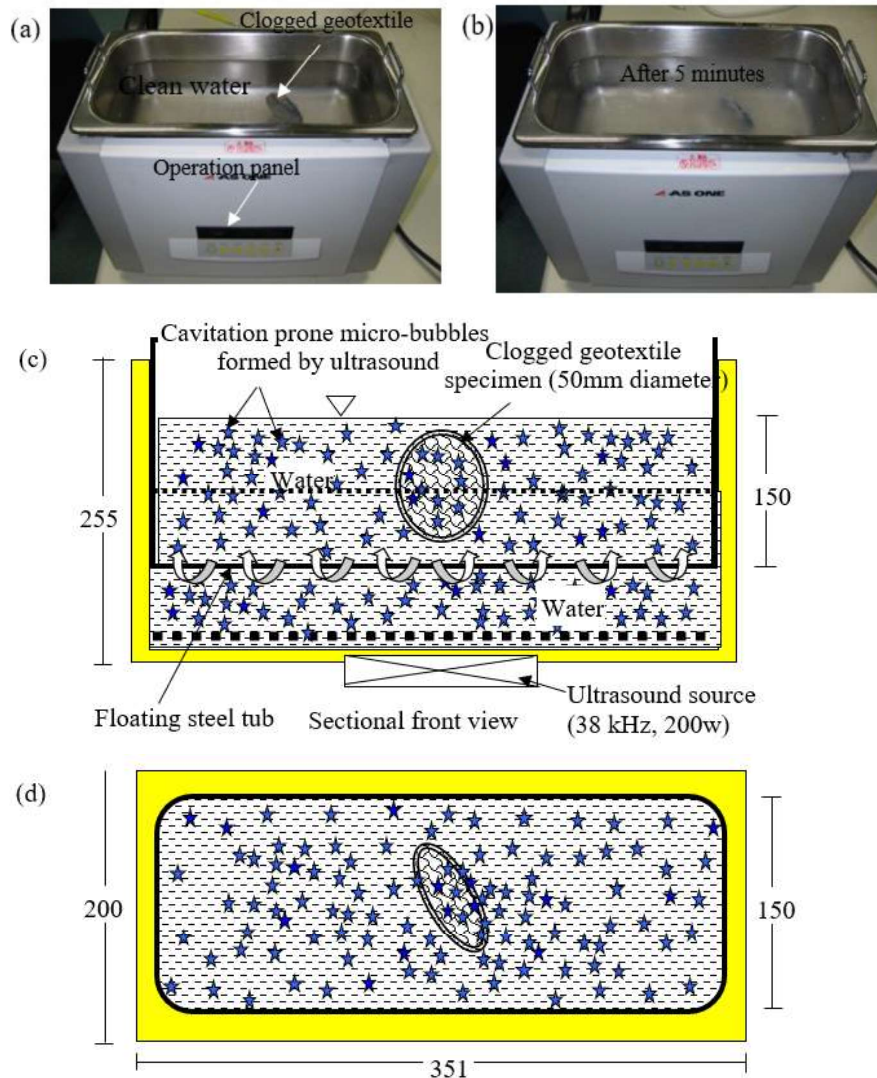 (a)
Clogged geotextile
Clean water
Operation panel
AS ONE
(b)
After 5 minutes
AS ONE
(c)
Cavitation prone micro-bubbles
formed by ultrasound
Clogged geotextile
specimen (50mm diameter)
Water
255
150
Water
Floating steel tub
Sectional front view
Ultrasound source
(38 kHz, 200w)
(d)
200
150
351